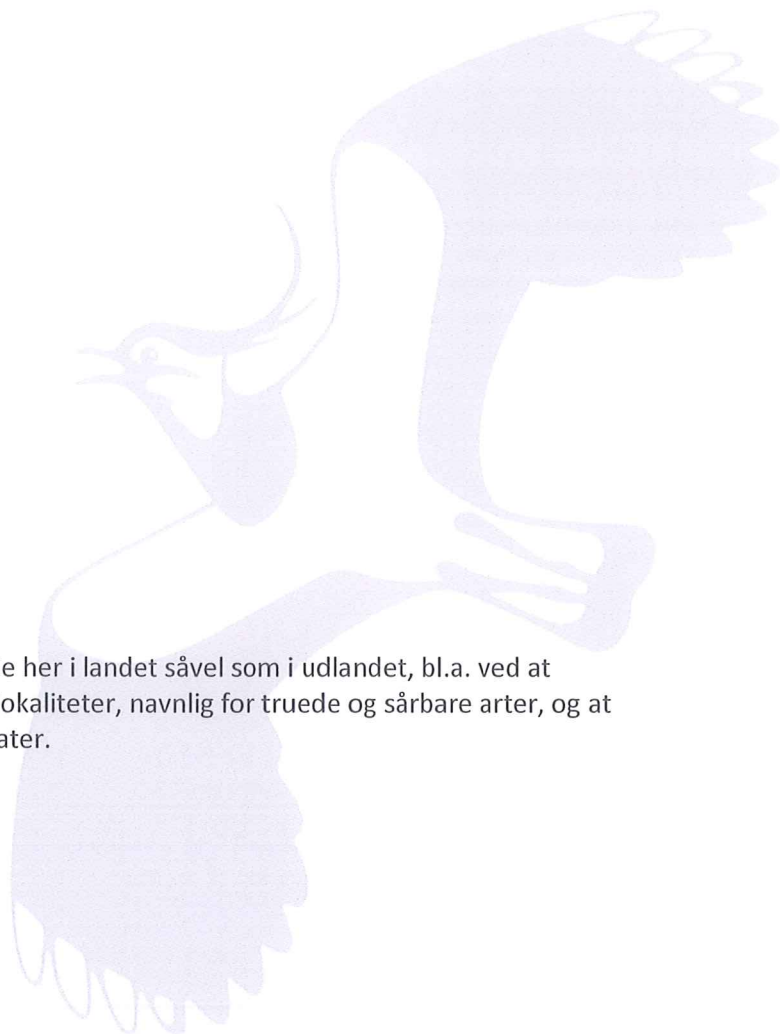 e her i landet såvel som i udlandet, bl.a. ved at
okaliteter, navnlig for truede og sårbare arter, og at
ater.